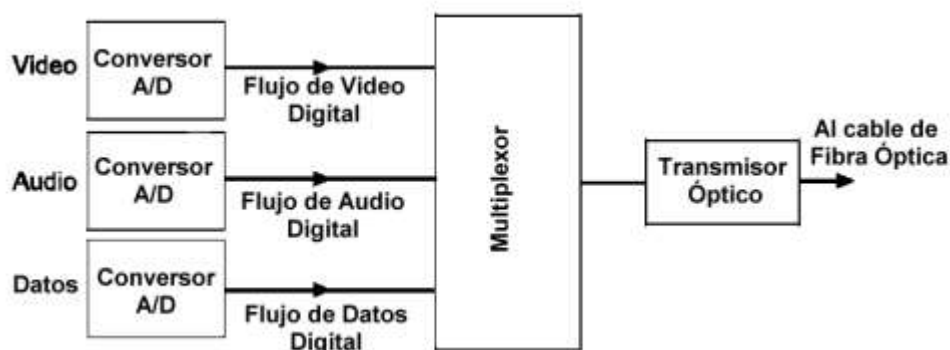 Video
Conversor
A/D
Flujo de Video
Digital
Audio
Conversor
A/D
Flujo de Audio
Digital
Datos
Conversor
A/D
Flujo de Datos
Digital
Multiplexor
Transmisor
Óptico
Al cable de
Fibra Óptica